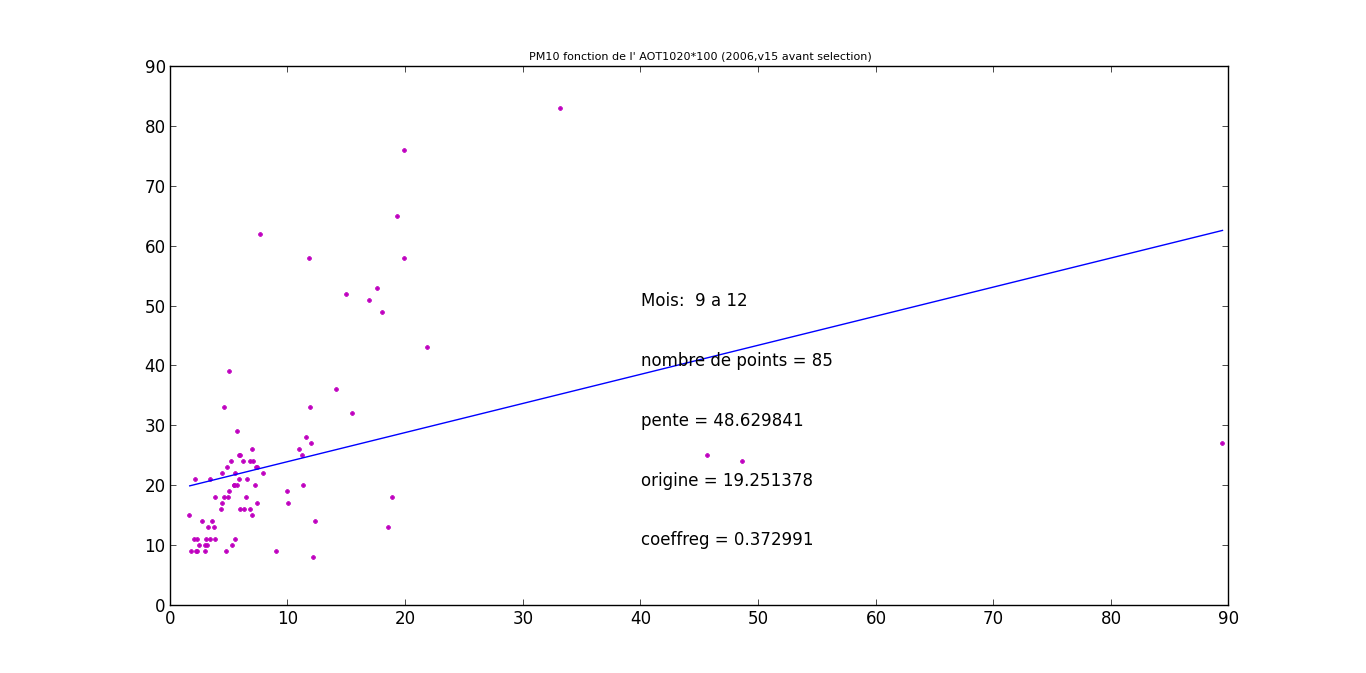 PM10 fonction de l' AOT1020*100 (2006,v15 avant selection)
90
80
70
60
50
40
30
20
10
0
Mois:  9 a 12
nombre de points = 85
pente = 48.629841
origine = 19.251378
coeffreg = 0.372991
0 10 20 30 40 50 60 70 80 90